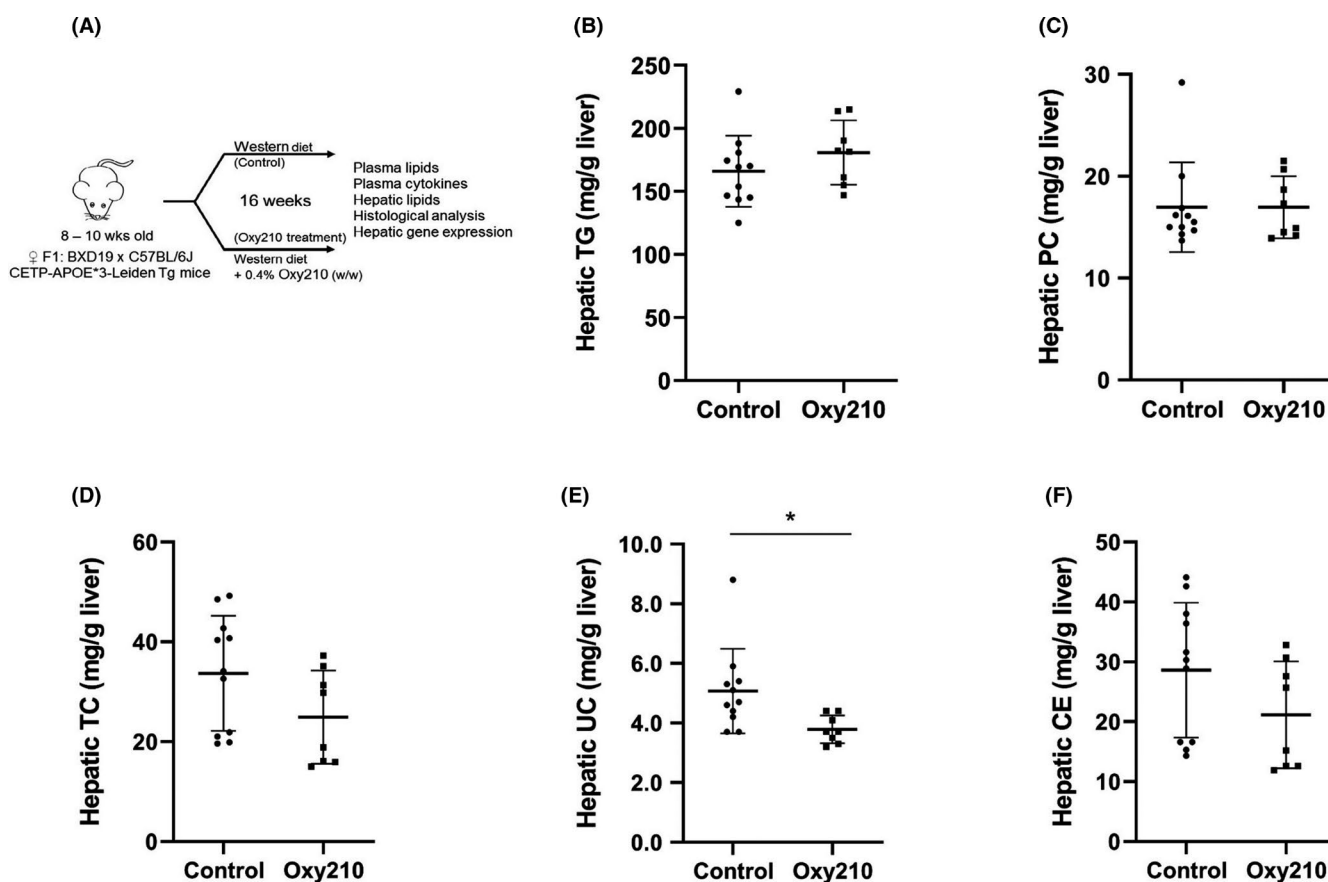 (A)
Western diet
(Control)
16 weeks
(Oxy210 treatment)
Western diet
+ 0.4% Oxy210 (w/w)
8 – 10 wks old
♀ F1: BXD19 x C57BL/6J
CETP-APOE*3-Leiden Tg mice
Plasma lipids
Plasma cytokines
Hepatic lipids
Histological analysis
Hepatic gene expression
(B)
Hepatic TG (mg/g liver)
250
200
150
100
50
0
Control Oxy210
(C)
Hepatic PC (mg/g liver)
30
20
10
0
Control Oxy210
(D)
Hepatic TC (mg/g liver)
60
40
20
0
Control Oxy210
(E)
*
Hepatic UC (mg/g liver)
10.0
8.0
6.0
4.0
2.0
0.0
Control Oxy210
(F)
Hepatic CE (mg/g liver)
50
40
30
20
10
0
Control Oxy210